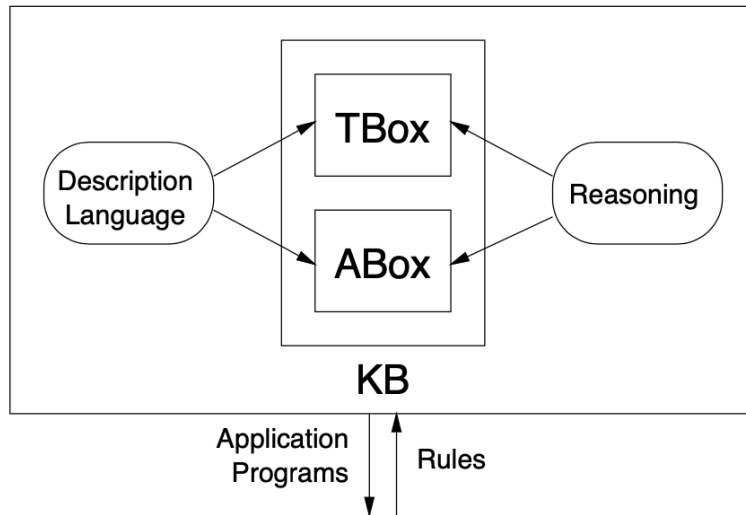 TBox
Description
Language
Reasoning
ABox
KB
Application
Programs
Rules